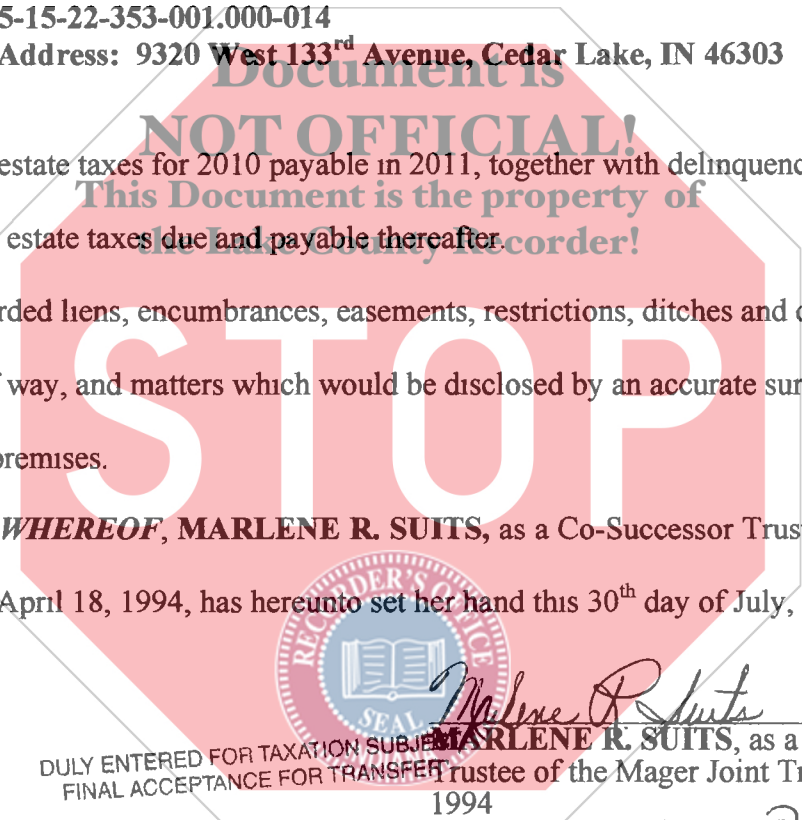 5-15-22-353-001.000-014
Address: 9320 West 133rd Avenue, Cedar Lake, IN 46303
Document is
NOT OFFICIAL!
estate taxes for 2010 payable in 2011, together with delinquenc
This Document is the property of
estate taxes due and payable thereafter.
the Lake County Recorder!
rded liens, encumbrances, easements, restrictions, ditches and
STOP
way, and matters which would be disclosed by an accurate sur
premises.
WHEREOF, MARLENE R. SUITS, as a Co-Successor Trus
April 18, 1994, has hereunto set her hand this 30th day of July,
RECORDER'S OFFICE
SEAL
Marlene R Suits
DULY ENTERED FOR TAXATION SUBJE
MARLENE R. SUITS, as a
FINAL ACCEPTANCE FOR TRANSFER
Trustee of the Mager Joint Tr
1994